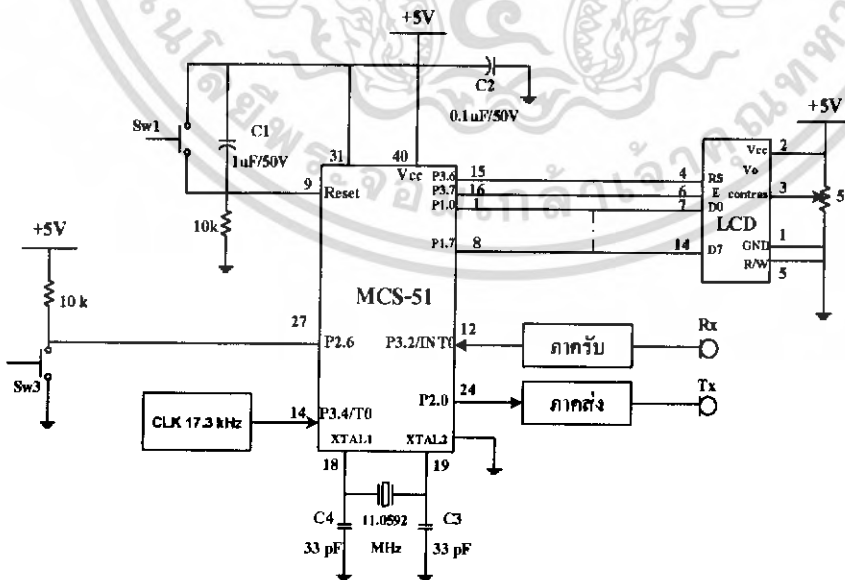 +5V
+5V
+5V
C2
0.1uF/50V
Sw1
C1
1uF/50V
10k
31
40
Vcc
9
Reset
P3.6
15
4
RS
P3.7
16
6
E
P1.0
1
7
D0
P1.7
8
14
D7
Vcc
2
Vo
contras
3
5
LCD
GND
1
R/W
5
MCS-51
10 k
27
P2.6
Sw3
P3.2/INT0
12
ภาครับ
Rx
P2.0
24
ภาคส่ง
Tx
CLK 17.3 kHz
14
P3.4/T0
XTAL1
XTAL2
18
19
C4
11.0592
C3
33 pF
MHz
33 pF